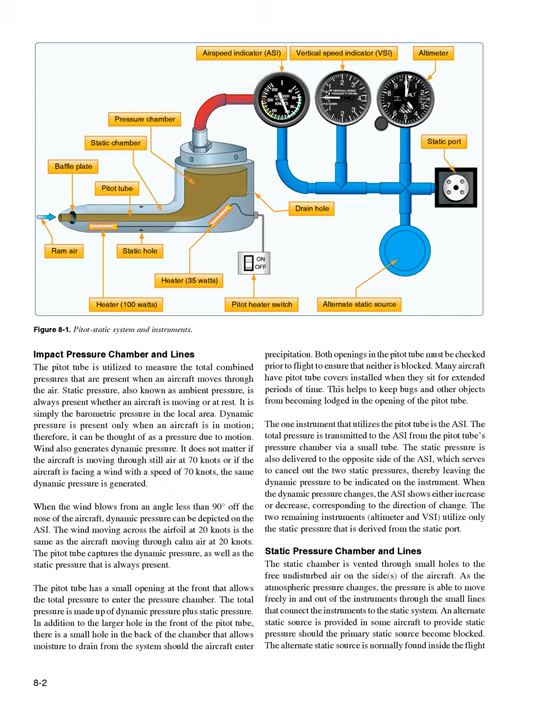 Airspeed indicator (ASI) Vertical speed indicator (VSI) Altimeter
Pressure chamber
Static chamber
Static port
Baffle plate
Pitot tube
Drain hole
Ram air
Static hole
ON
OFF
Heater (35 watts)
Heater (100 watts)
Pitot heater switch
Alternate static source
Figure 8-1. Pitot-static system and instruments.
Impact Pressure Chamber and Lines
The pitot tube is utilized to measure the total combined
pressures that are present when an aircraft moves through
the air. Static pressure, also known as ambient pressure, is
always present whether an aircraft is moving or at rest. It is
simply the barometric pressure in the local area. Dynamic
pressure is present only when an aircraft is in motion;
therefore, it can be thought of as a pressure due to motion.
Wind also generates dynamic pressure. It does not matter if
the aircraft is moving through still air at 70 knots or if the
aircraft is facing a wind with a speed of 70 knots, the same
dynamic pressure is generated.
When the wind blows from an angle less than 90° off the
nose of the aircraft, dynamic pressure can be depicted on the
ASI. The wind moving across the airfoil at 20 knots is the
same as the aircraft moving through calm air at 20 knots.
The pitot tube captures the dynamic pressure, as well as the
static pressure that is always present.
The pitot tube has a small opening at the front that allows
the total pressure to enter the pressure chamber. The total
pressure is made up of dynamic pressure plus static pressure.
In addition to the larger hole in the front of the pitot tube,
there is a small hole in the back of the chamber that allows
moisture to drain from the system should the aircraft enter
precipitation. Both openings in the pitot tube must be checked
prior to flight to ensure that neither is blocked. Many aircraft
have pitot tube covers installed when they sit for extended
periods of time. This helps to keep bugs and other objects
from becoming lodged in the opening of the pitot tube.
The one instrument that utilizes the pitot tube is the ASI. The
total pressure is transmitted to the ASI from the pitot tube's
pressure chamber via a small tube. The static pressure is
also delivered to the opposite side of the ASI, which serves
to cancel out the two static pressures, thereby leaving the
dynamic pressure to be indicated on the instrument. When
the dynamic pressure changes, the ASI shows either increase
or decrease, corresponding to the direction of change. The
two remaining instruments (altimeter and VSI) utilize only
the static pressure that is derived from the static port.
Static Pressure Chamber and Lines
The static chamber is vented through small holes to the
free undisturbed air on the side(s) of the aircraft. As the
atmospheric pressure changes, the pressure is able to move
freely in and out of the instruments through the small lines
that connect the instruments to the static system. An alternate
static source is provided in some aircraft to provide static
pressure should the primary static source become blocked.
The alternate static source is normally found inside the flight
8-2